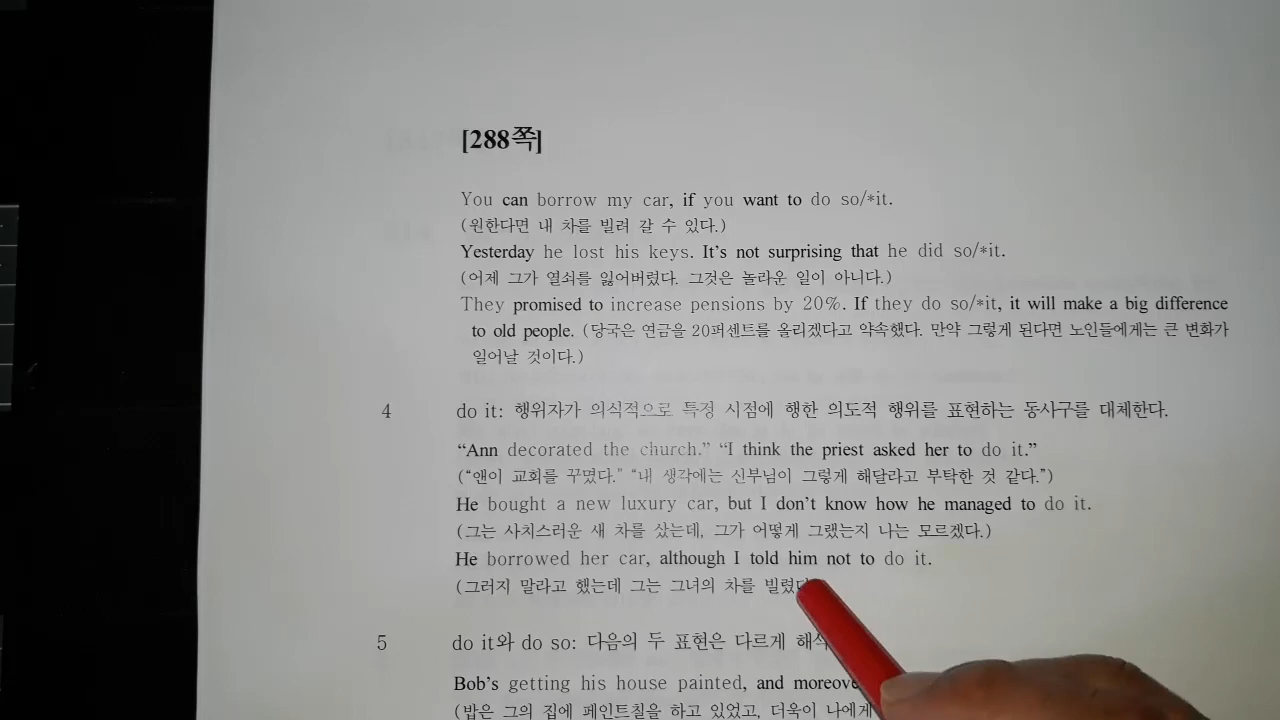 [288쪽]
You can borrow my car, if you want to do so/*it.
(원한다면 내 차를 빌려 갈 수 있다.)
Yesterday he lost his keys. It's not surprising that he did so/*it.
(어제 그가 열쇠를 잃어버렸다. 그것은 놀라운 일이 아니다.)
They promised to increase pensions by 20%. If they do so/*it, it will make a big difference
to old people. (당국은 연금을 20퍼센트를 올리겠다고 약속했다. 만약 그렇게 된다면 노인들에게는 큰 변화가
일어날 것이다.)
4 do it: 행위자가 의식적으로 특정 시점에 행한 의도적 행위를 표현하는 동사구를 대체한다.
“Ann decorated the church.” “I think the priest asked her to do it.”
(“앤이 교회를 꾸몄다.” “내 생각에는 신부님이 그렇게 해달라고 부탁한 것 같다.”)
He bought a new luxury car, but I don't know how he managed to do it.
(그는 사치스러운 새 차를 샀는데, 그가 어떻게 그랬는지 나는 모르겠다.)
He borrowed her car, although I told him not to do it.
(그러지 말라고 했는데 그는 그녀의 차를 빌렸
5 do it와 do so: 다음의 두 표현은 다르게
Bob's getting his house painted, and
(밥은 그의 집에 페인트칠을 하고 있었고, 더욱이 나에게